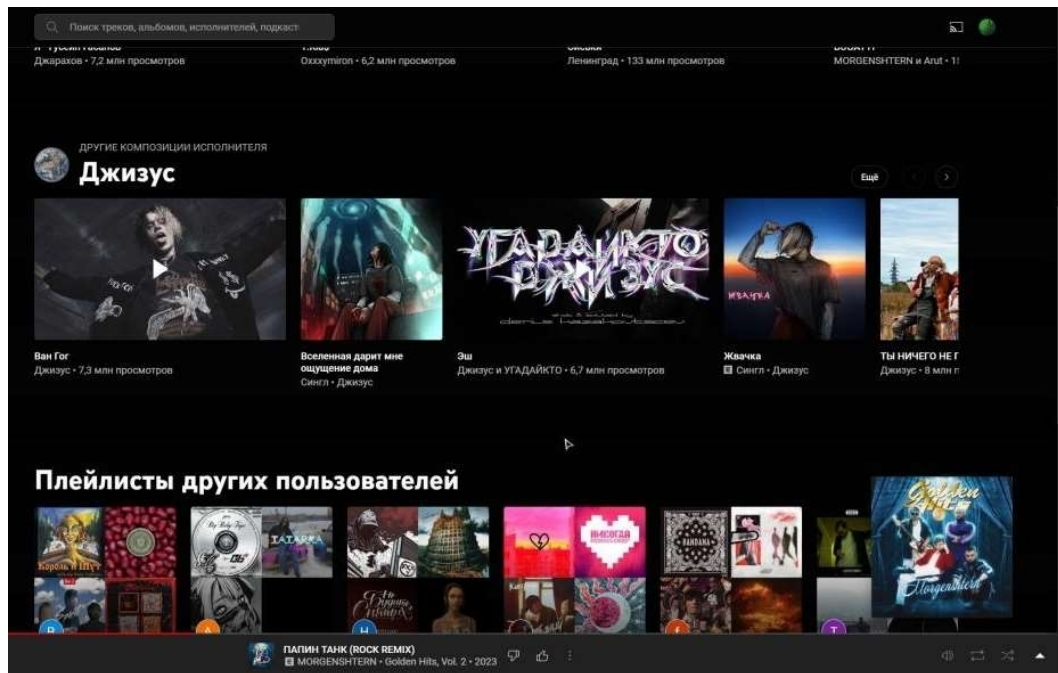 Поиск треков, альбомов, исполнителей, подкаст
Джарахов • 7,2 млн просмотров
Oxxxymiron • 6,2 млн просмотров
Ленинград • 133 млн просмотров
MORGENSHTERN и Arut •
ДРУГИЕ КОМПОЗИЦИИ ИСПОЛНИТЕЛЯ
Джизус
Ещё
УГАДАЙКТО
ДЖИЗУС
ЖВАЧКА
Ван Гог
Джизус • 7,3 млн просмотров
Вселенная дарит мне
ощущение дома
Сингл • Джизус
Эш
Джизус и УГАДАЙКТО • 6,7 млн просмотров
Жвачка
E Сингл • Джизус
ТЫ НИЧЕГО НЕ
Джизус • 8 млн
Плейлисты других пользователей
Король и Шут
ТАТАРКА
НИКОГДА
BANDANA
Golden
Hits
Morgenshtern
В
А
Н
f
Т
ПАПИН ТАНК (ROCK REMIX)
E MORGENSHTERN • Golden Hits, Vol. 2 • 2023